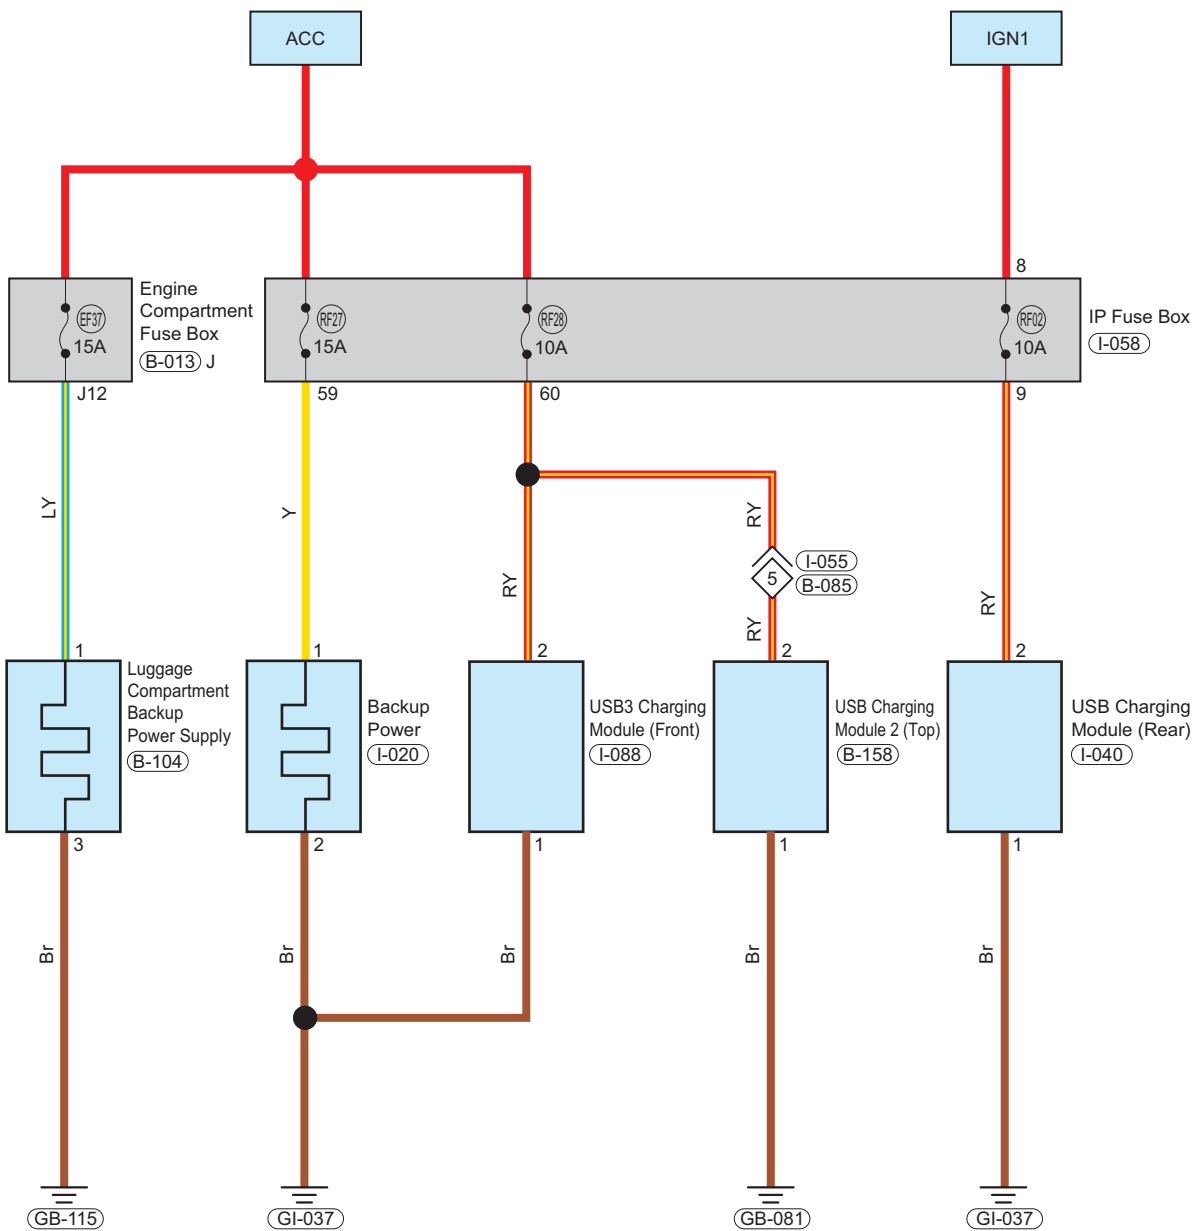 ACC
IGN1
8
Engine
Compartment
Fuse Box
B-013 J
EF37
15A
RF27
15A
RF28
10A
RF02
10A
IP Fuse Box
I-058
J12
59
60
9
LY
Y
RY
RY
I-055
5
B-085
RY
RY
1
1
2
2
2
Luggage
Compartment
Backup
Power Supply
B-104
Backup
Power
I-020
USB3 Charging
Module (Front)
I-088
USB Charging
Module 2 (Top)
B-158
USB Charging
Module (Rear)
I-040
3
2
1
1
1
Br
Br
Br
Br
Br
GB-115
GI-037
GB-081
GI-037